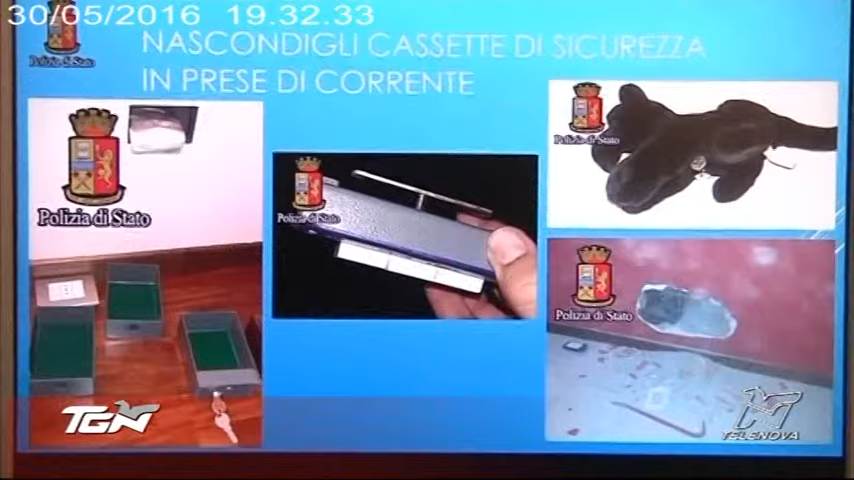 30/05/2016 19.32.33
NASCONDIGLI CASSETTE DI SICUREZZA
IN PRESE DI CORRENTE
Polizia di Stato
Polizia di Stato
Polizia di Stato
Polizia di Stato
Polizia di Stato
TGN
TELENOVA